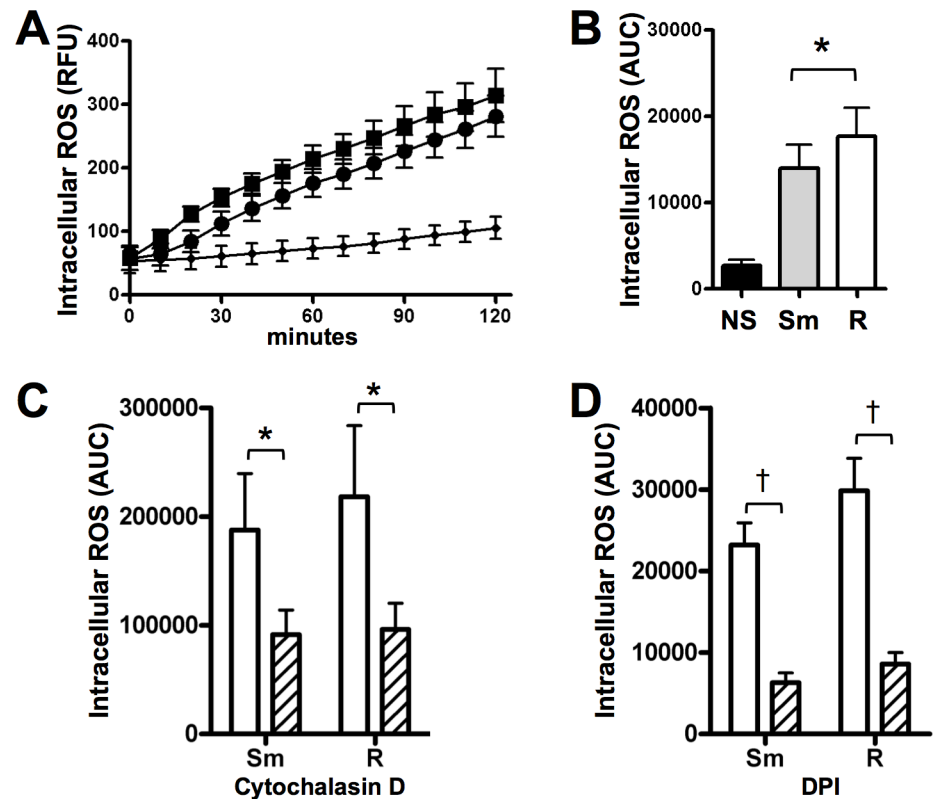 A
Intracellular ROS (RFU)
400
300
200
100
0
0 30 60 90 120
minutes
B
Intracellular ROS (AUC)
30000
20000
10000
0
*
NS Sm R
C
Intracellular ROS (AUC)
300000
200000
100000
0
*
*
Sm R
Cytochalasin D
D
Intracellular ROS (AUC)
40000
30000
20000
10000
0
†
†
Sm R
DPI